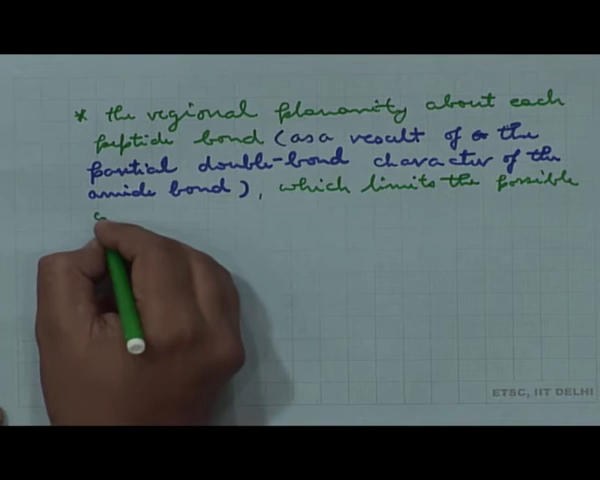 * the regional planarity about each
peptide bond (as a result of the
partial double-bond character of the
amide bond), which limits the possible
ETSC, IIT DELHI